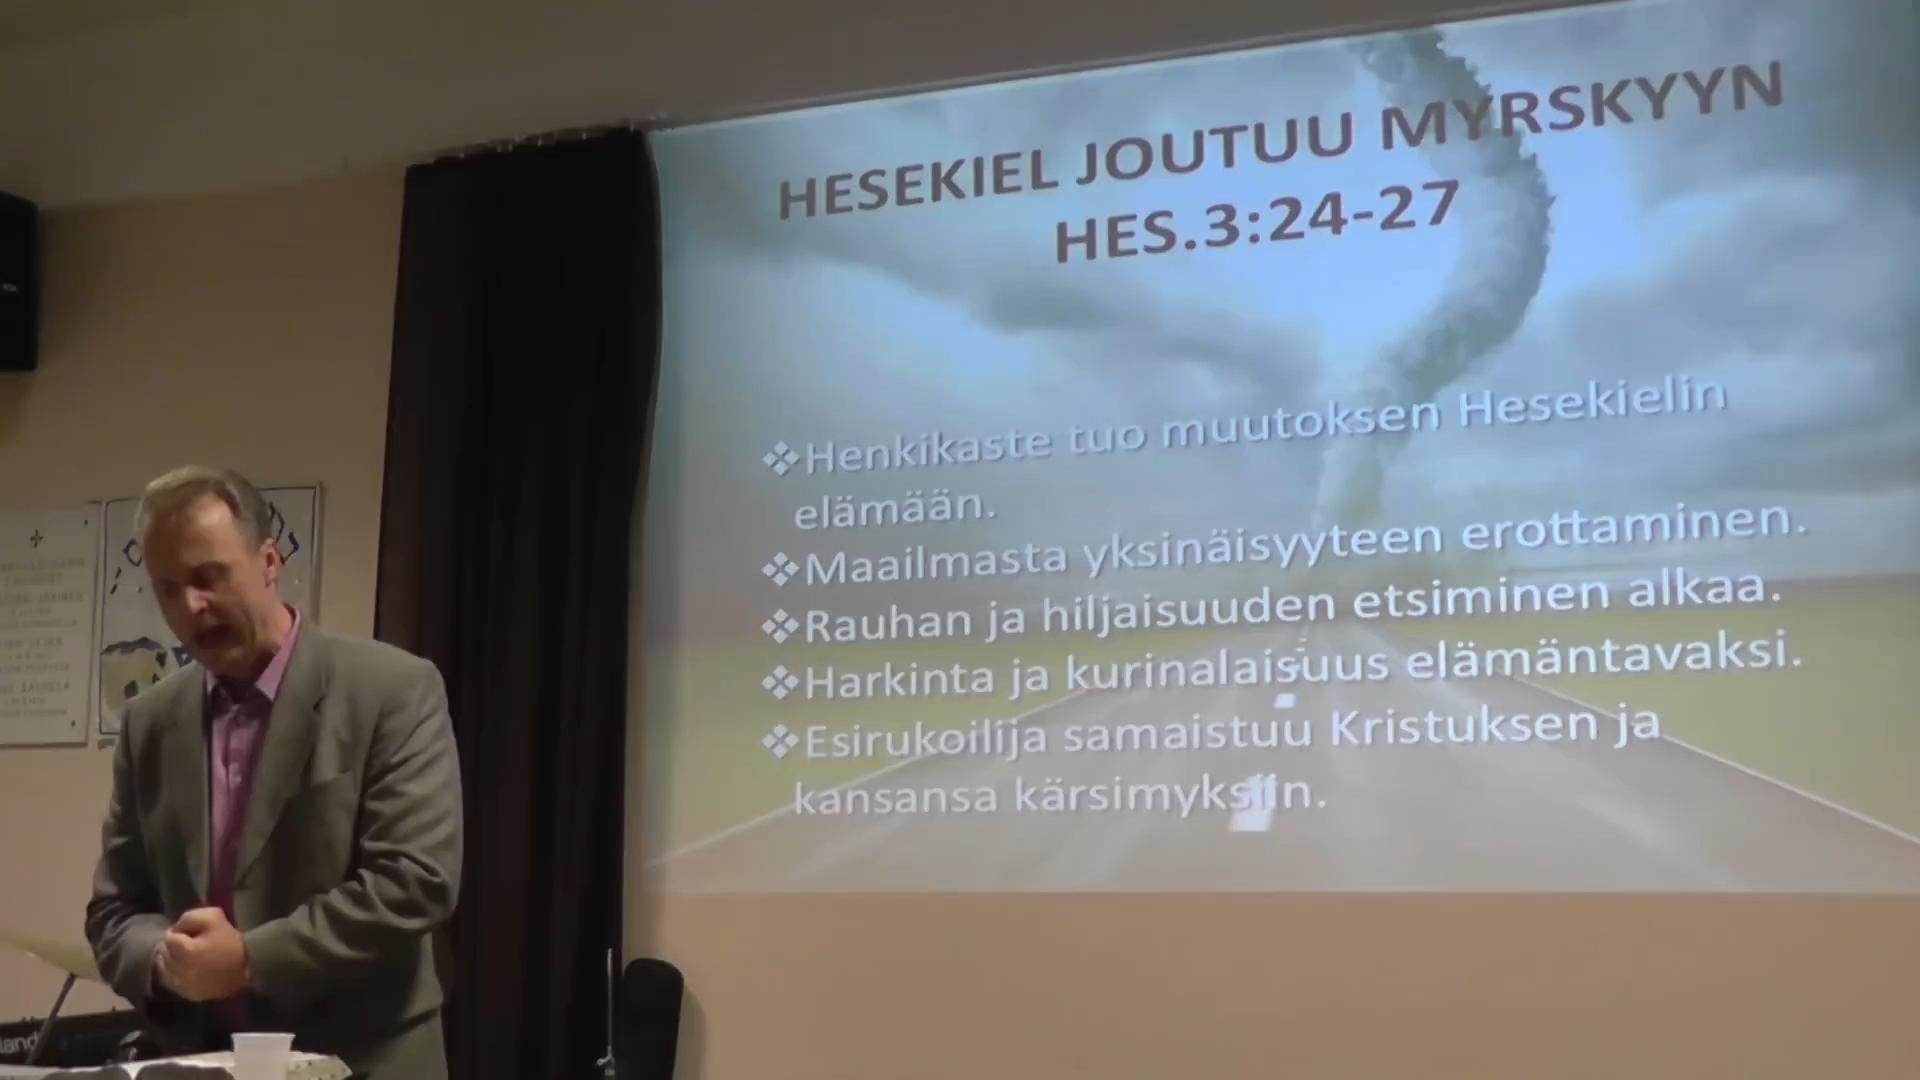 HESEKIEL JOUTUU MYRSKYYN
HES.3:24-27
❖Henkikaste tuo muutoksen Hesekielin
elämään.
❖Maailmasta yksinäisyyteen erottaminen.
❖Rauhan ja hiljaisuuden etsiminen alkaa.
❖Harkinta ja kurinalaisuus elämäntavaksi.
❖Esirukoilija samaistuu Kristuksen ja
kansansa kärsimyksiin.